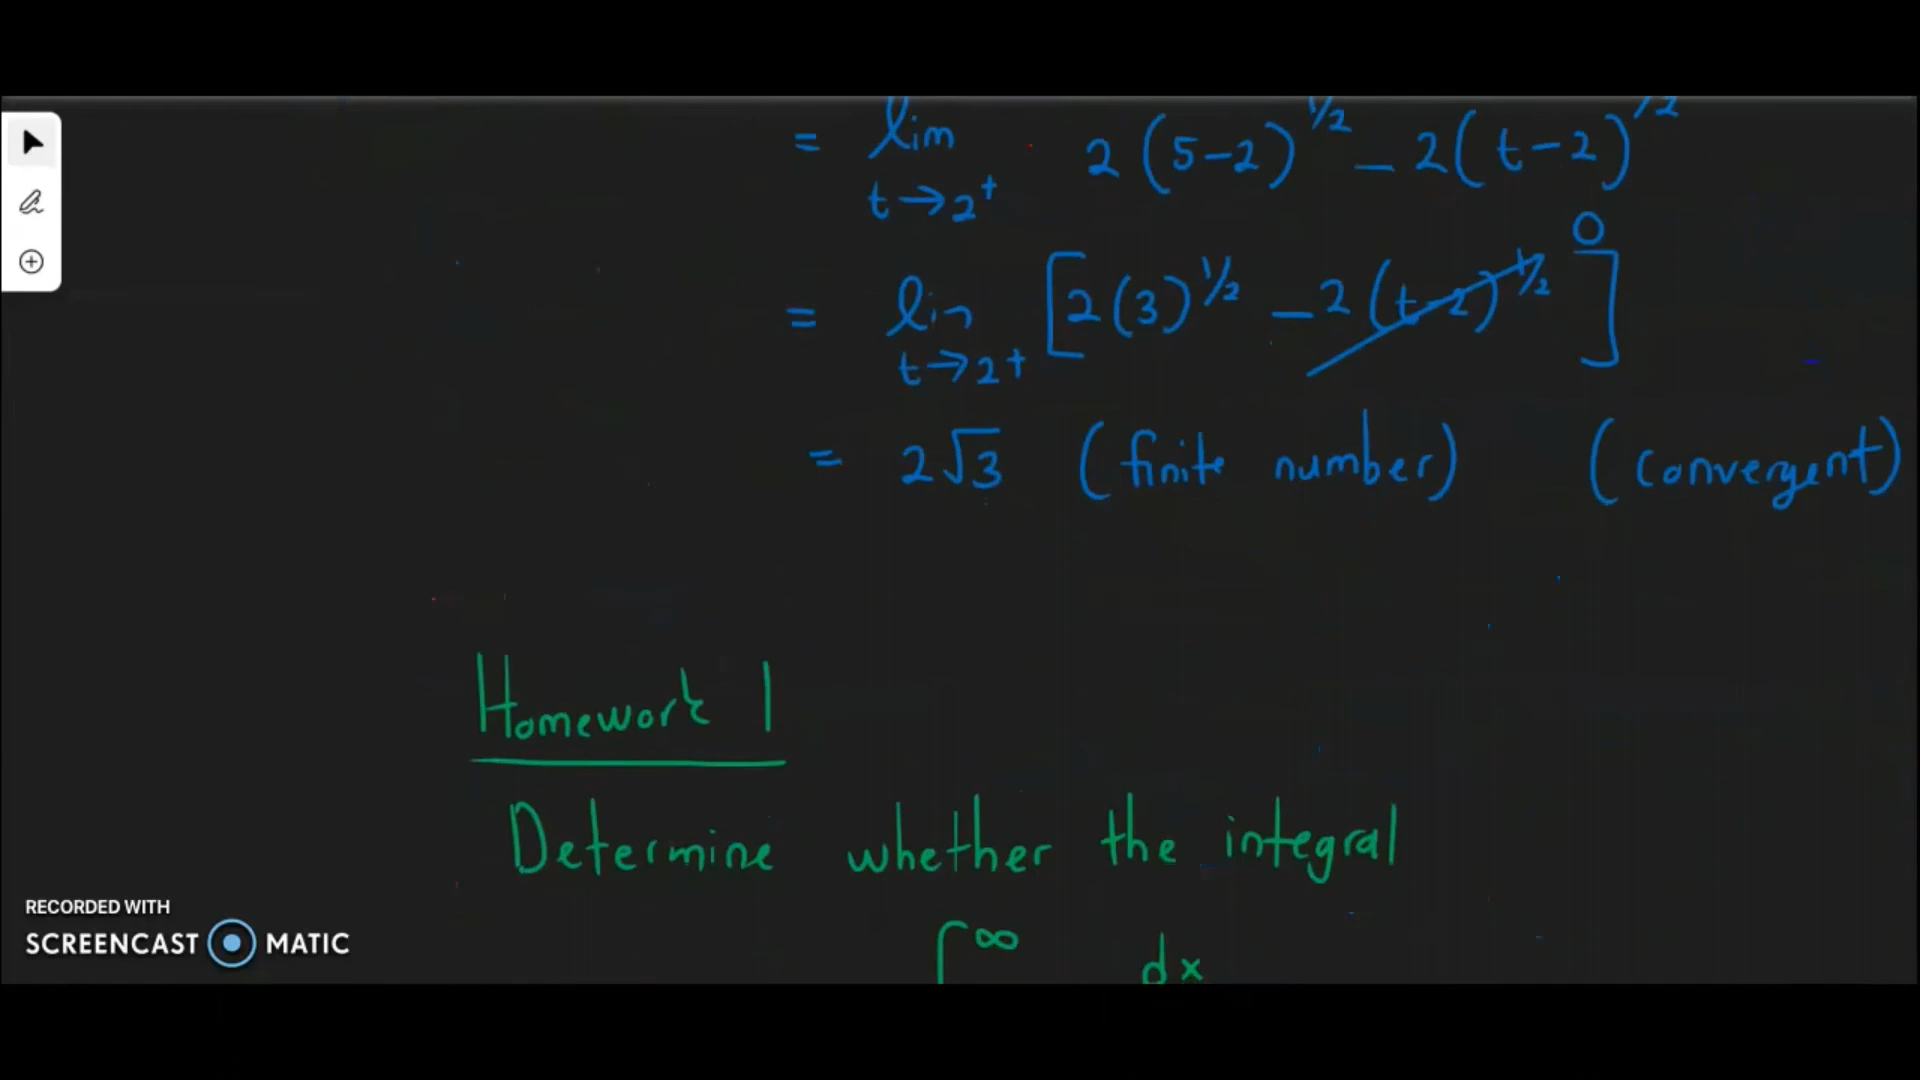 = lim 2(5-2)^1/2 - 2(t-2)^1/2
t→2+
0
= lin [2(3)^1/2 - 2(t-2)^1/2]
t→2+
= 2√3 (finite number) (convergent)
Homework 1
Determine whether the integral
∫^∞ dx
RECORDED WITH
SCREENCAST MATIC